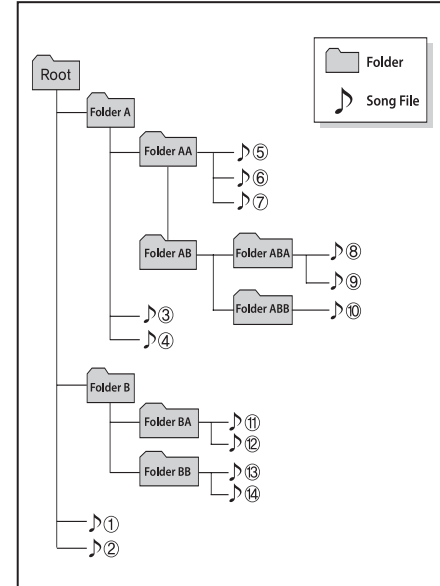 Root
Folder
Song File
Folder A
Folder AA
⑤
⑥
⑦
Folder AB
Folder ABA
⑧
⑨
Folder ABB
⑩
③
④
Folder B
Folder BA
⑪
⑫
Folder BB
⑬
⑭
①
②